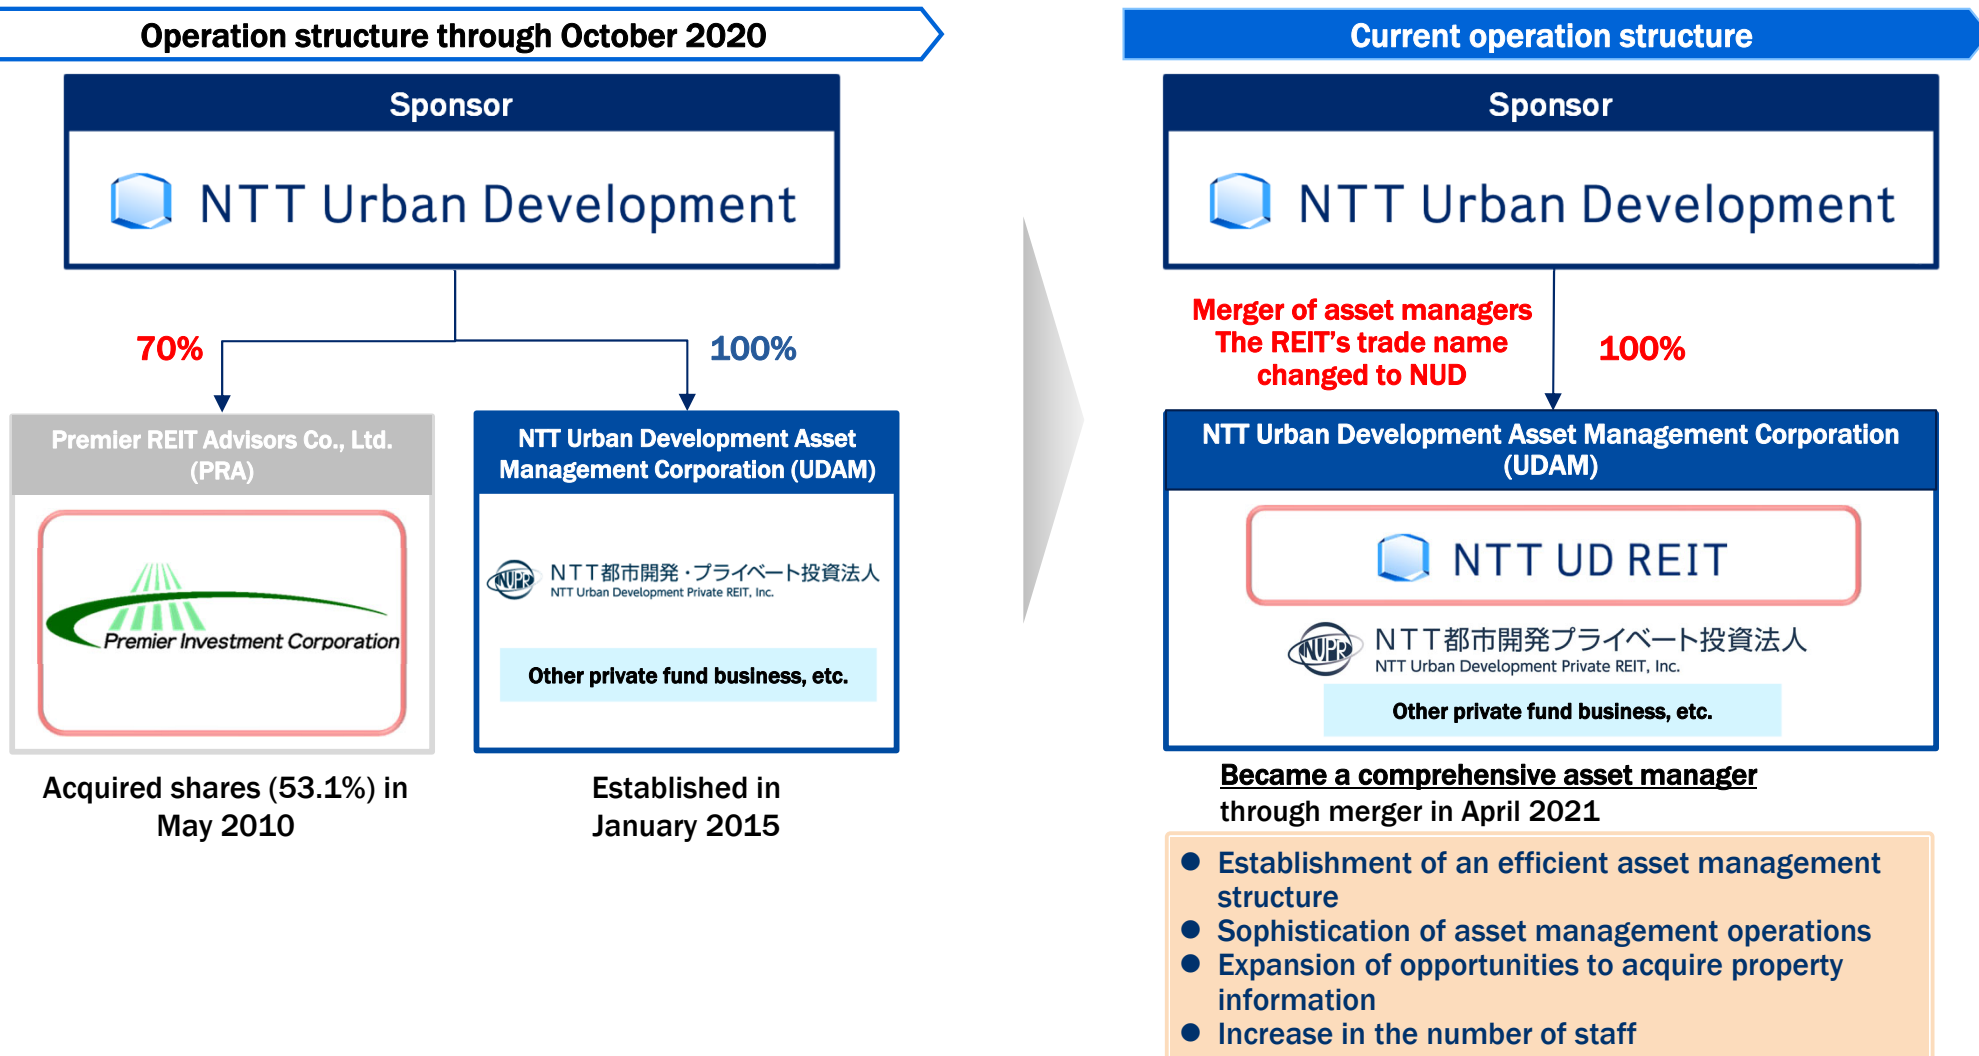 Operation structure through October 2020
Sponsor
NTT Urban Development
70%
100%
Premier REIT Advisors Co., Ltd.
(PRA)
Premier Investment Corporation
Acquired shares (53.1%) in
May 2010
NTT Urban Development Asset
Management Corporation (UDAM)
NUPR
NTT都市開発・プライベート投資法人
NTT Urban Development Private REIT, Inc.
Other private fund business, etc.
Established in
January 2015
Current operation structure
Sponsor
NTT Urban Development
Merger of asset managers
The REIT’s trade name
changed to NUD
100%
NTT Urban Development Asset Management Corporation
(UDAM)
NTT UD REIT
NUPR
NTT都市開発プライベート投資法人
NTT Urban Development Private REIT, Inc.
Other private fund business, etc.
Became a comprehensive asset manager
through merger in April 2021
● Establishment of an efficient asset management
structure
● Sophistication of asset management operations
● Expansion of opportunities to acquire property
information
● Increase in the number of staff